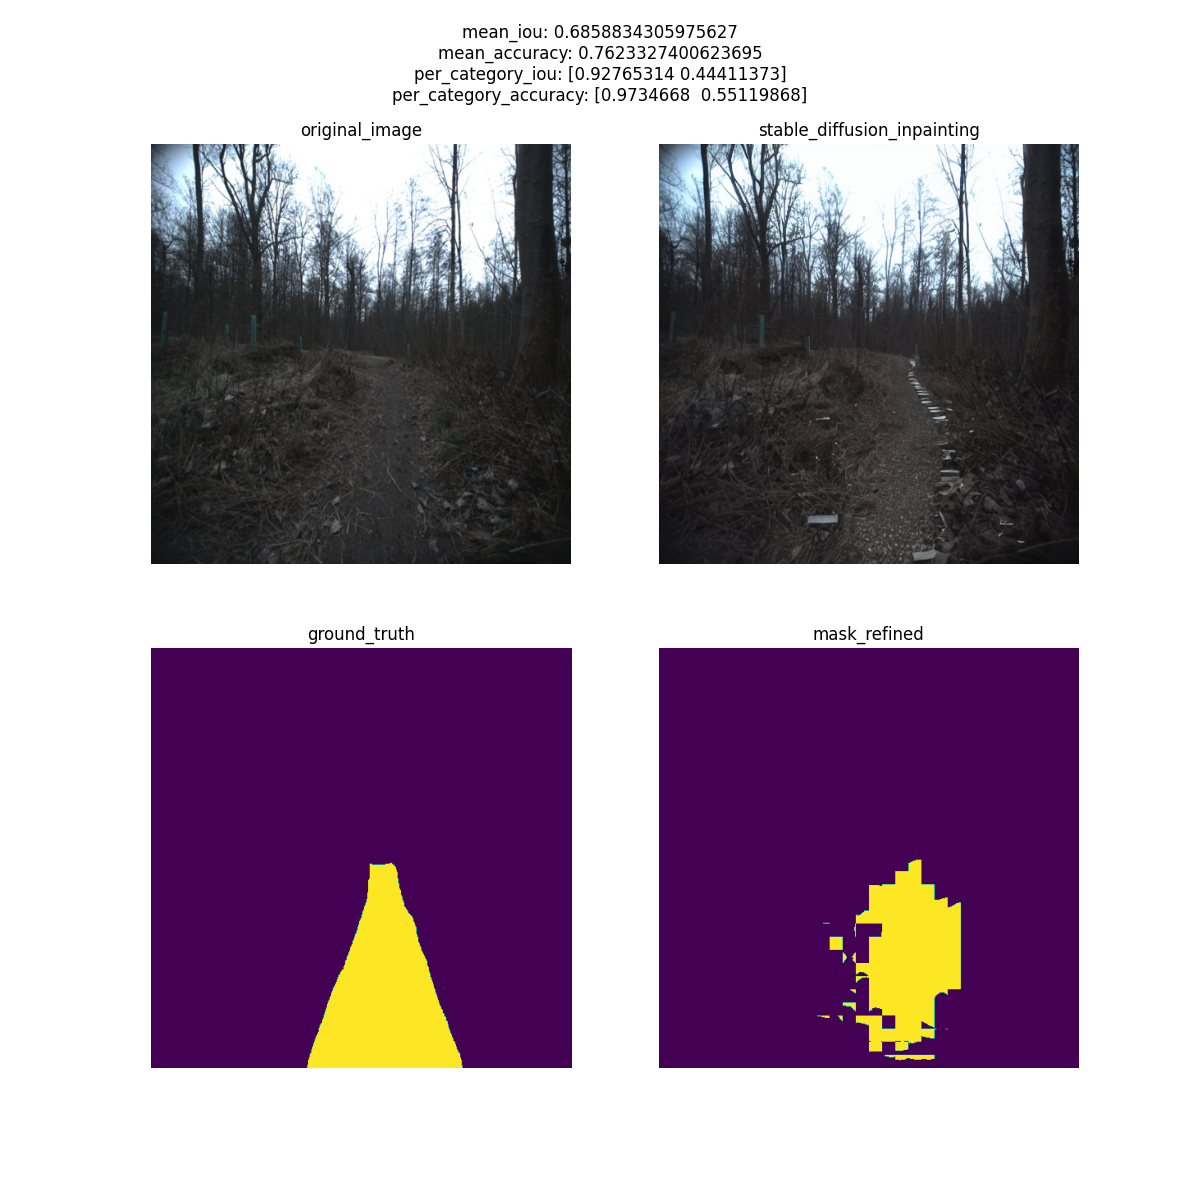 mean_iou: 0.6858834305975627
mean_accuracy: 0.7623327400623695
per_category_iou: [0.92765314 0.44411373]
per_category_accuracy: [0.9734668  0.55119868]
original_image
stable_diffusion_inpainting
ground_truth
mask_refined